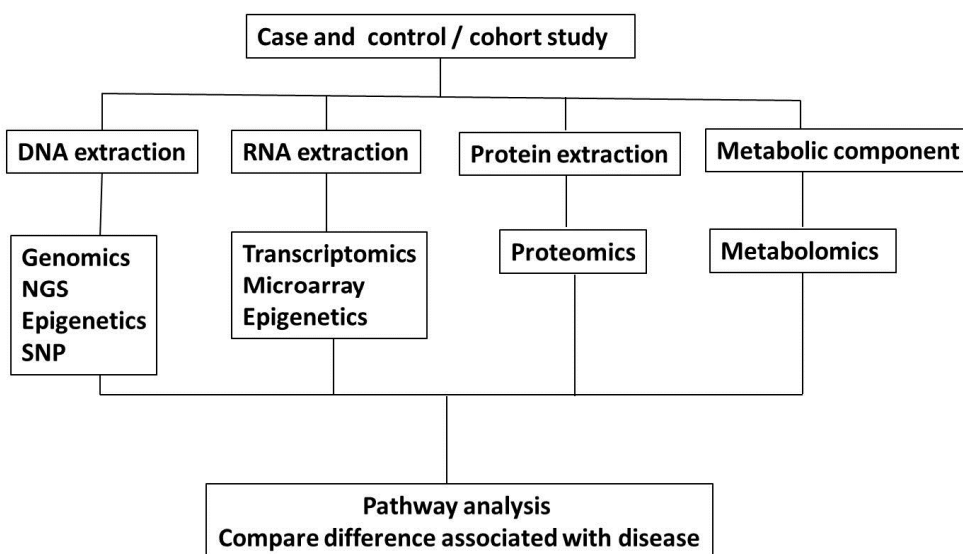 Case and control / cohort study
DNA extraction
RNA extraction
Protein extraction
Metabolic component
Genomics
NGS
Epigenetics
SNP
Transcriptomics
Microarray
Epigenetics
Proteomics
Metabolomics
Pathway analysis
Compare difference associated with disease